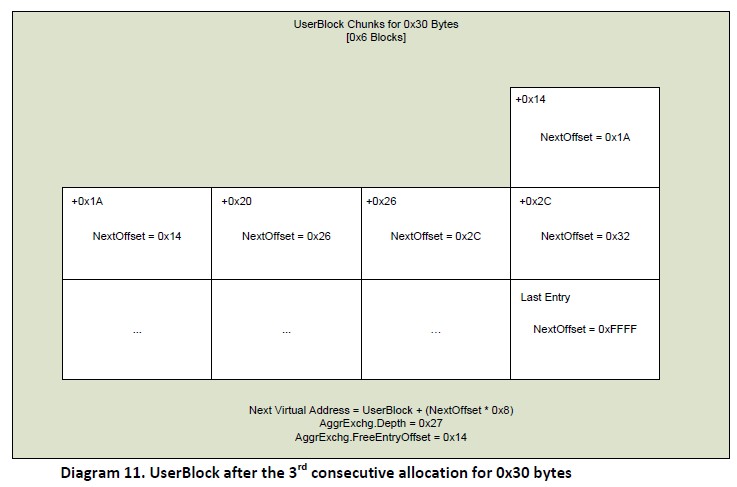 UserBlock Chunks for 0x30 Bytes
[0x6 Blocks]
+0x14
NextOffset = 0x1A
+0x1A
NextOffset = 0x14
+0x20
NextOffset = 0x26
+0x26
NextOffset = 0x2C
+0x2C
NextOffset = 0x32
...
...
...
Last Entry
NextOffset = 0xFFFF
Next Virtual Address = UserBlock + (NextOffset * 0x8)
AggrExchg.Depth = 0x27
AggrExchg.FreeEntryOffset = 0x14
Diagram 11. UserBlock after the 3rd consecutive allocation for 0x30 bytes